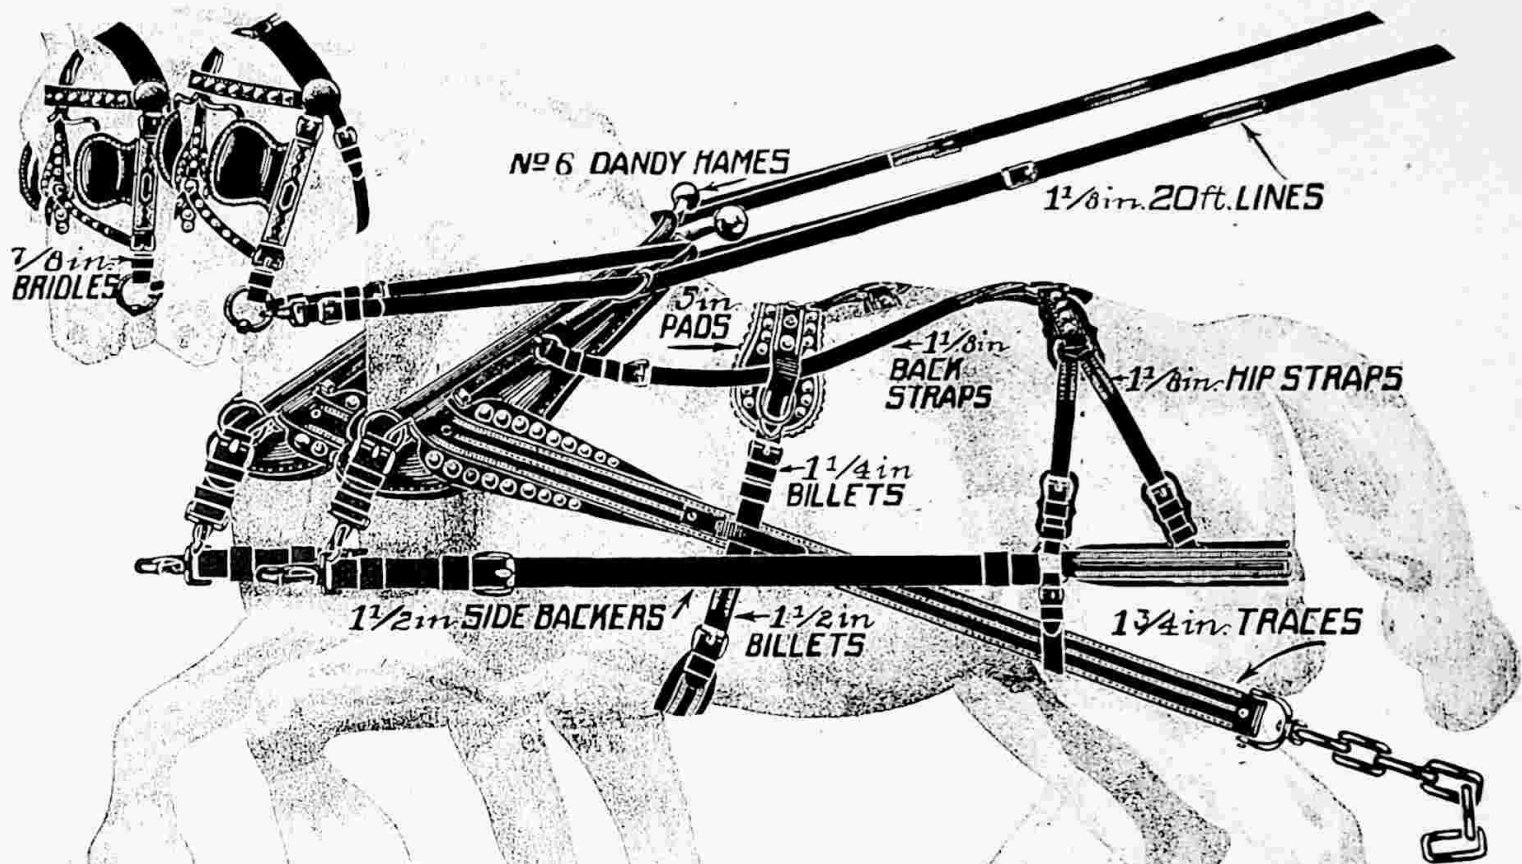 Nº 6 DANDY HAMES
1 1/8 in. 20 ft. LINES
7/8 in.
BRIDLES
5 in
PADS
1 1/8 in
BACK
STRAPS
1 1/8 in. HIP STRAPS
1 1/4 in
BILLETS
1 1/2 in SIDE BACKERS
1 1/2 in
BILLETS
1 3/4 in. TRACES